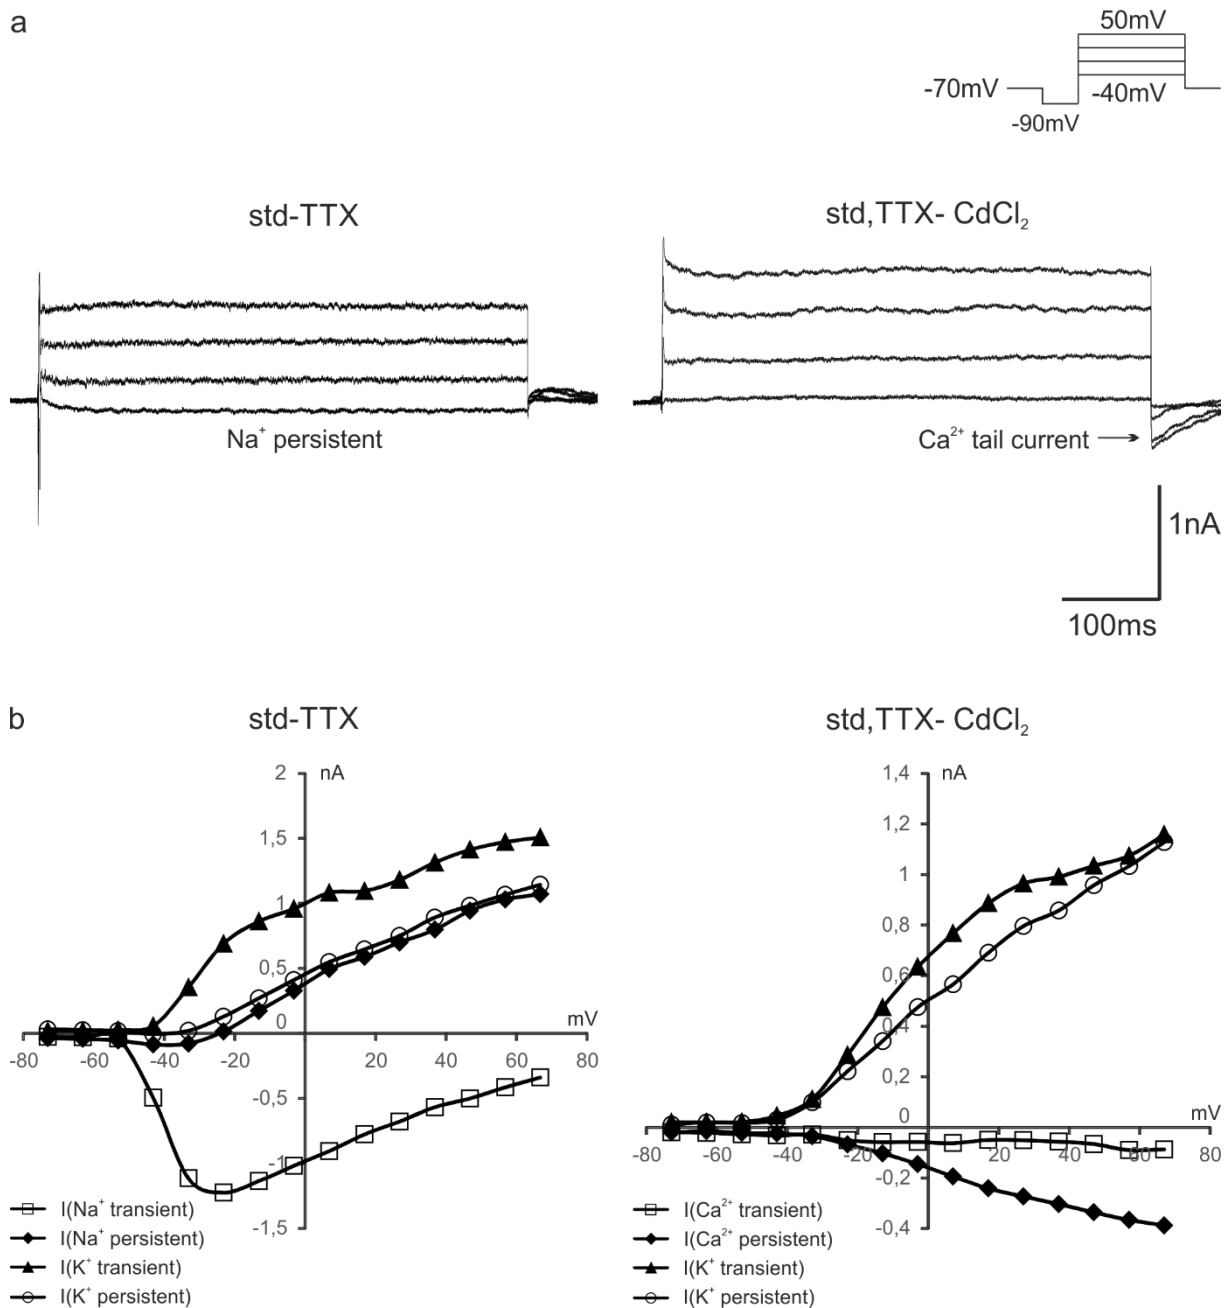 a
50mV
-70mV
-40mV
-90mV
std-TTX
std,TTX- CdCl₂
Na⁺ persistent
Ca²⁺ tail current
1nA
100ms
b
std-TTX
std,TTX- CdCl₂
2
nA
1,5
1
0,5
0
mV
-80
-60
-40
-20
20
40
60
80
-0,5
-1
-1,5
I(Na⁺ transient)
I(Na⁺ persistent)
I(K⁺ transient)
I(K⁺ persistent)
1,4
nA
1,2
1
0,8
0,6
0,4
0,2
0
mV
-80
-60
-40
-20
20
40
60
80
-0,2
-0,4
I(Ca²⁺ transient)
I(Ca²⁺ persistent)
I(K⁺ transient)
I(K⁺ persistent)